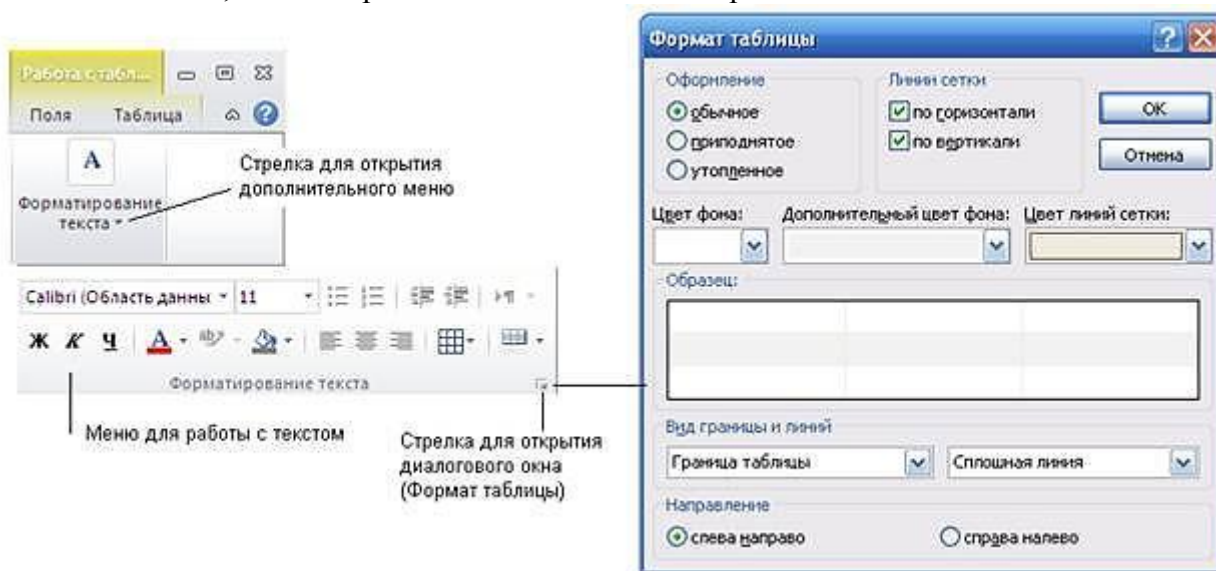 Работа с табл...
Поля Таблица
А
Форматирование
текста
Стрелка для открытия
дополнительного меню
Calibri (Область данны 11
Ж К Ч А
Форматирование текста
Меню для работы с текстом
Стрелка для открытия
диалогового окна
(Формат таблицы)
Формат таблицы
Оформление
обычное
приподнятое
утопленное
Линии сетки
по горизонтали
по вертикали
ОК
Отмена
Цвет фона: Дополнительный цвет фона: Цвет линий сетки:
Образец:
Вид границы и линий
Граница таблицы Сплошная линия
Направление
слева направо справа налево